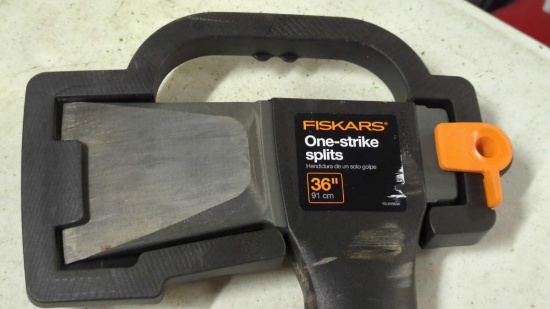 FISKARS®
One-strike
splits
Hendidura de un solo golpe
36"
91 cm